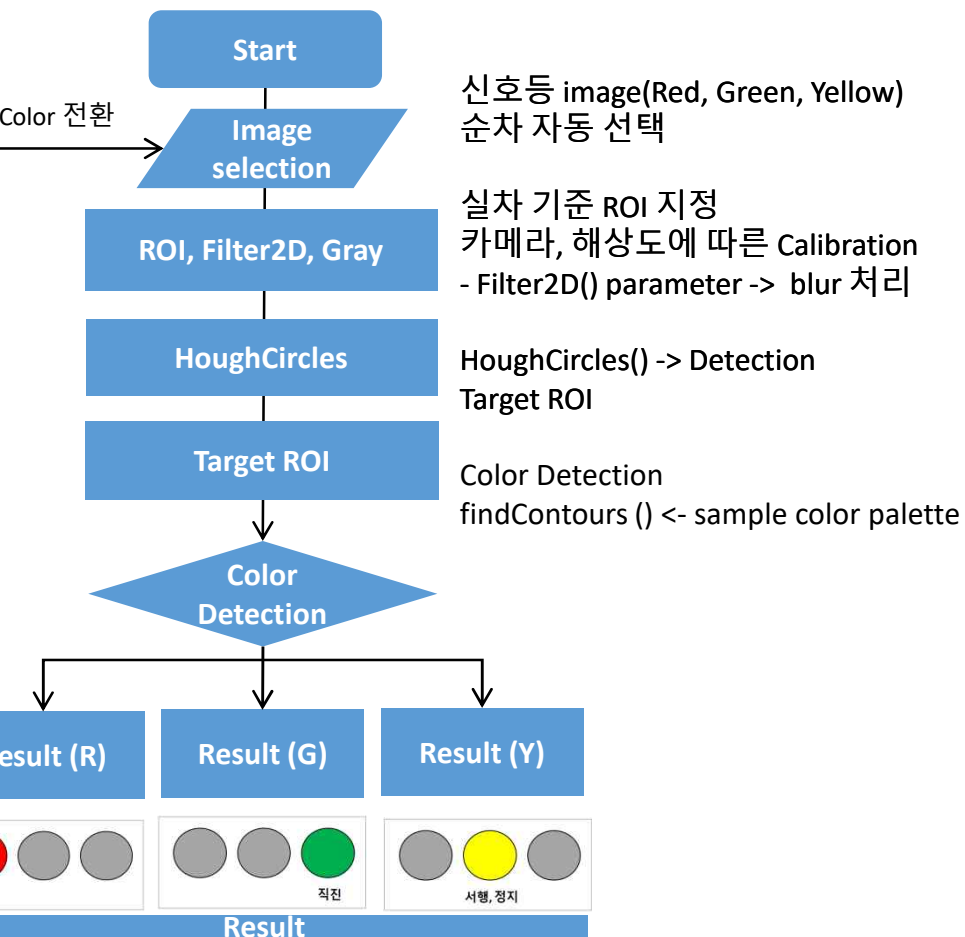 Start
Color 전환
Image
selection
신호등 image(Red, Green, Yellow)
순차 자동 선택
ROI, Filter2D, Gray
실차 기준 ROI 지정
카메라, 해상도에 따른 Calibration
- Filter2D() parameter -> blur 처리
HoughCircles
HoughCircles() -> Detection
Target ROI
Target ROI
Color Detection
findContours () <- sample color palette
Color
Detection
esult (R)
Result (G)
Result (Y)
직진
서행, 정지
Result